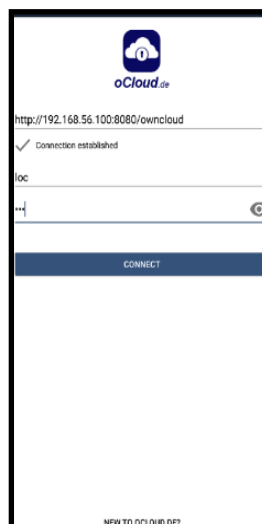 oCloud.de
http://192.168.56.100:8080/owncloud
Connection established
loc
•••
CONNECT
NEW TO OCLOUD.DE?